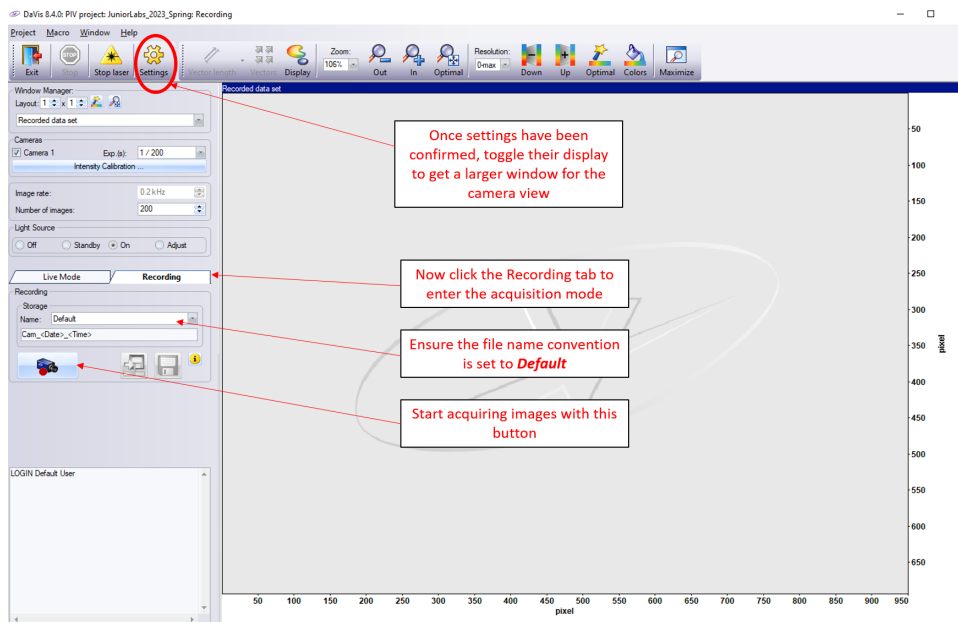 DaVis 8.4.0: PIV project: JuniorLabs_2023_Spring: Recording
Project Macro Window Help
Exit Stop Stop laser Settings Vector length Vectors Display Zoom: 106% Out In Optimal Resolution: 0-max Down Up Optimal Colors Maximize
Window Manager:
Layout: 1 x 1
Recorded data set
Cameras
Camera 1 Exp.(s): 1 / 200
Intensity Calibration ...
Image rate: 0.2 kHz
Number of images: 200
Light Source
Off Standby On Adjust
Live Mode Recording
Recording
Storage
Name: Default
Cam_<Date>_<Time>
LOGIN Default User
Recorded data set
Once settings have been
confirmed, toggle their display
to get a larger window for the
camera view
Now click the Recording tab to
enter the acquisition mode
Ensure the file name convention
is set to Default
Start acquiring images with this
button
50
100
150
200
250
300
350
400
450
500
550
600
650
pixel
50 100 150 200 250 300 350 400 450 500 550 600 650 700 750 800 850 900 950
pixel